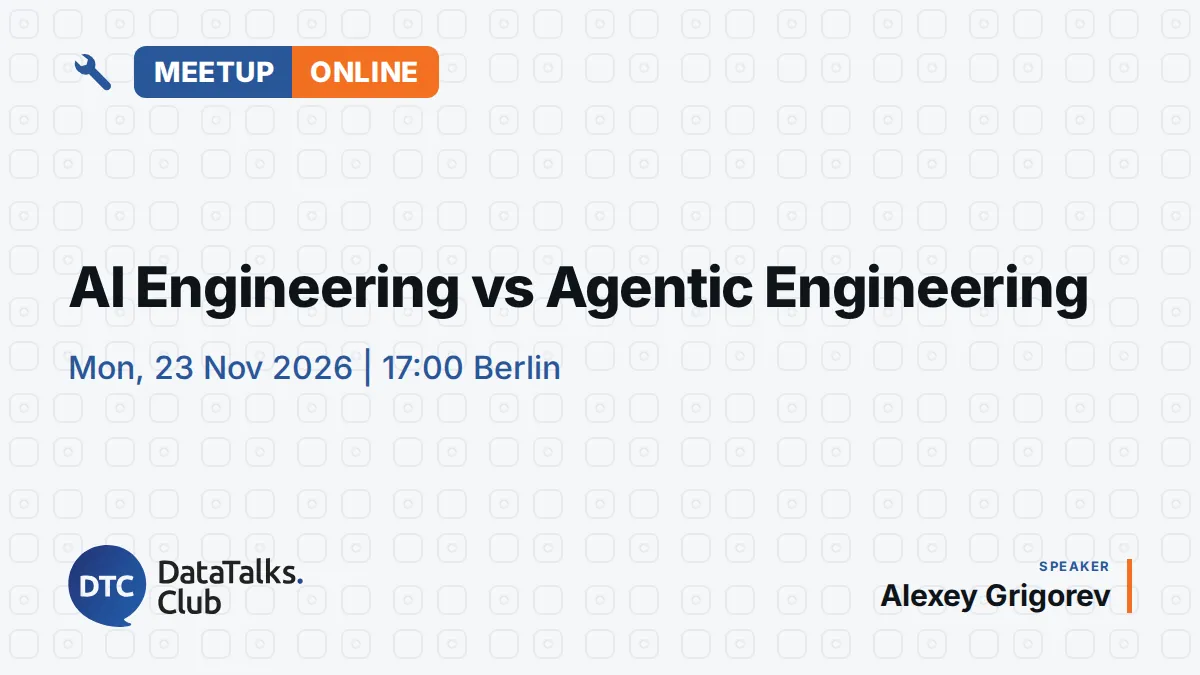 MEETUP ONLINE
AI Engineering vs Agentic Engineering
Mon, 23 Nov 2026 | 17:00 Berlin
DTC
DataTalks.
Club
SPEAKER
Alexey Grigorev